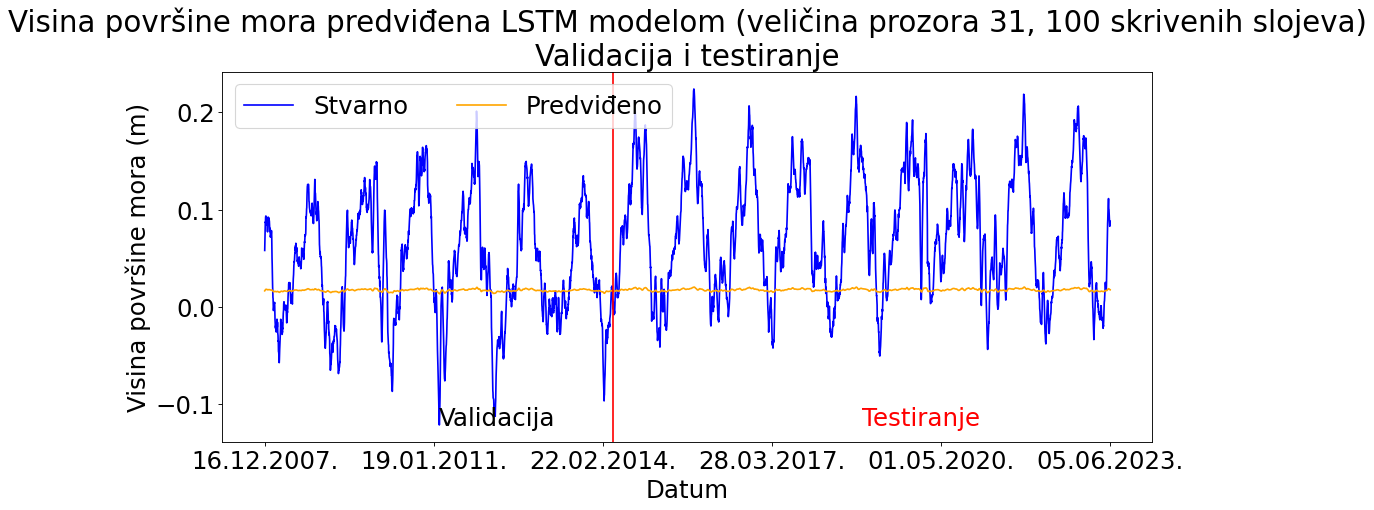 Visina površine mora predviđena LSTM modelom (veličina prozora 31, 100 skrivenih slojeva)
Validacija i testiranje
Stvarno Predviđeno
Visina površine mora (m)
0.2
0.1
0.0
−0.1
Validacija Testiranje
16.12.2007. 19.01.2011. 22.02.2014. 28.03.2017. 01.05.2020. 05.06.2023.
Datum